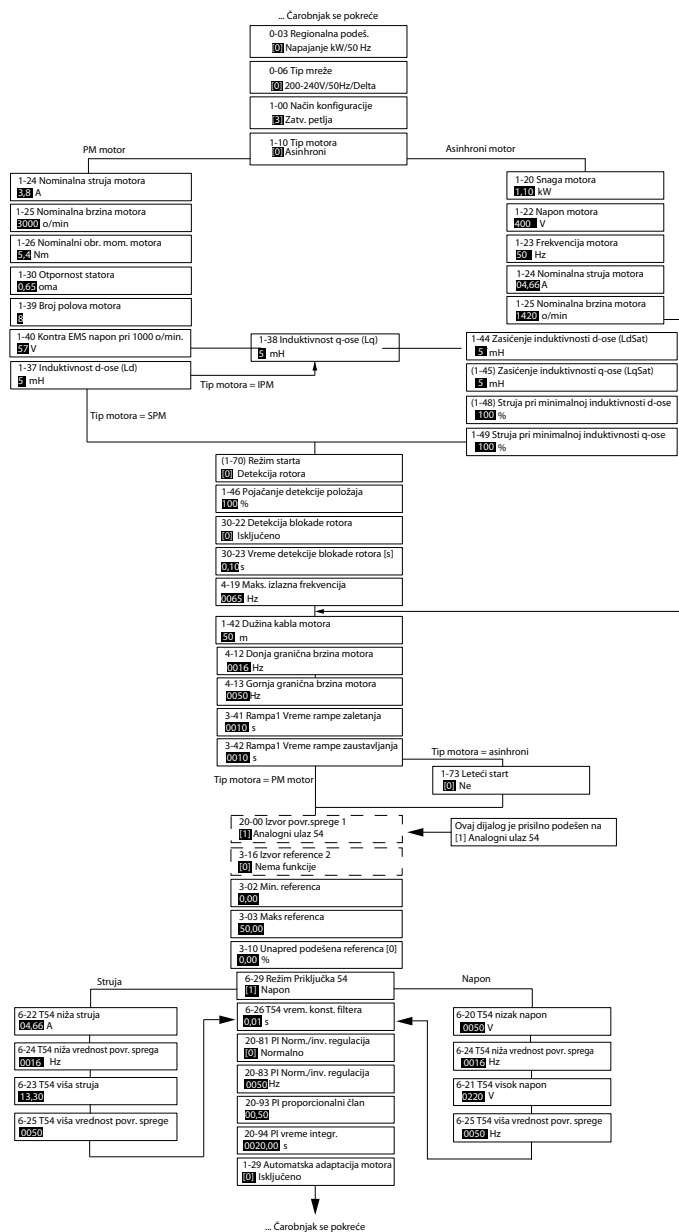 ... Čarobnjak se pokreće
0-03 Regionalna podeš.
[0] Napajanje kW/50 Hz
0-06 Tip mreže
[0] 200-240V/50Hz/Delta
1-00 Način konfiguracije
[3] Zatv. petlja
1-10 Tip motora
[0] Asinhroni
PM motor
Asinhroni motor
1-24 Nominalna struja motora
3,8 A
1-25 Nominalna brzina motora
3000 o/min
1-26 Nominalni obr. mom. motora
5,4 Nm
1-30 Otpornost statora
0,65 oma
1-39 Broj polova motora
8
1-40 Kontra EMS napon pri 1000 o/min.
57 V
1-37 Induktivnost d-ose (Ld)
5 mH
1-20 Snaga motora
1,10 kW
1-22 Napon motora
400 V
1-23 Frekvencija motora
50 Hz
1-24 Nominalna struja motora
04,66 A
1-25 Nominalna brzina motora
1420 o/min
1-38 Induktivnost q-ose (Lq)
5 mH
Tip motora = IPM
1-44 Zasićenje induktivnosti d-ose (LdSat)
5 mH
(1-45) Zasićenje induktivnosti q-ose (LqSat)
5 mH
(1-48) Struja pri minimalnoj induktivnosti d-ose
100 %
1-49 Struja pri minimalnoj induktivnosti q-ose
100 %
Tip motora = SPM
(1-70) Režim starta
[0] Detekcija rotora
1-46 Pojačanje detekcije položaja
100 %
30-22 Detekcija blokade rotora
[0] Isključeno
30-23 Vreme detekcije blokade rotora [s]
0,10 s
4-19 Maks. izlazna frekvencija
0065 Hz
1-42 Dužina kabla motora
50 m
4-12 Donja granična brzina motora
0016 Hz
4-13 Gornja granična brzina motora
0050 Hz
3-41 Rampa1 Vreme rampe zaletanja
0010 s
3-42 Rampa1 Vreme rampe zaustavljanja
0010 s
Tip motora = asinhroni
1-73 Leteći start
[0] Ne
Tip motora = PM motor
20-00 Izvor povr.sprege 1
[1] Analogni ulaz 54
Ovaj dijalog je prisilno podešen na
[1] Analogni ulaz 54
3-16 Izvor reference 2
[0] Nema funkcije
3-02 Min. referenca
0,00
3-03 Maks referenca
50,00
3-10 Unapred podešena referenca [0]
0,00 %
Struja
6-29 Režim Priključka 54
[1] Napon
Napon
6-22 T54 niža struja
04,66 A
6-24 T54 niža vrednost povr. sprega
0016 Hz
6-23 T54 viša struja
13,30
6-25 T54 viša vrednost povr. sprege
0050
6-26 T54 vrem. konst. filtera
0,01 s
20-81 PI Norm./inv. regulacija
[0] Normalno
20-83 PI Norm./inv. regulacija
0050 Hz
20-93 PI proporcionalni član
00,50
20-94 PI vreme integr.
0020,00 s
1-29 Automatska adaptacija motora
[0] Isključeno
6-20 T54 nizak napon
0050 V
6-24 T54 niža vrednost povr. sprega
0016 Hz
6-21 T54 visok napon
0220 V
6-25 T54 viša vrednost povr. sprege
0050 Hz
... Čarobnjak se pokreće